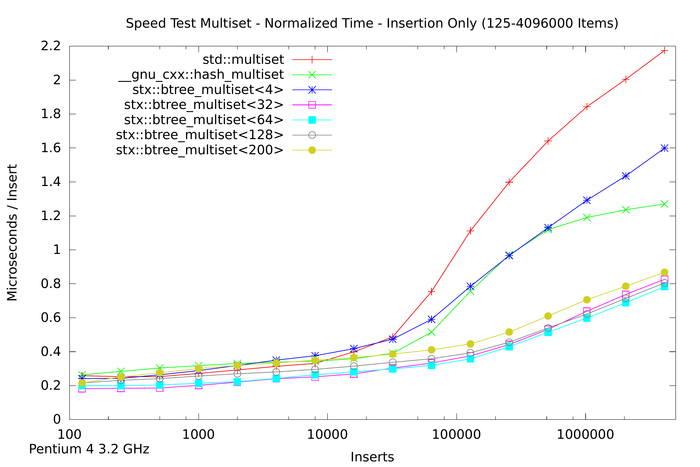 Speed Test Multiset - Normalized Time - Insertion Only (125-4096000 Items)
2.2
2
1.8
1.6
1.4
1.2
1
0.8
0.6
0.4
0.2
0
Microseconds / Insert
std::multiset
__gnu_cxx::hash_multiset
stx::btree_multiset<4>
stx::btree_multiset<32>
stx::btree_multiset<64>
stx::btree_multiset<128>
stx::btree_multiset<200>
100 1000 10000 100000 1000000
Pentium 4 3.2 GHz
Inserts